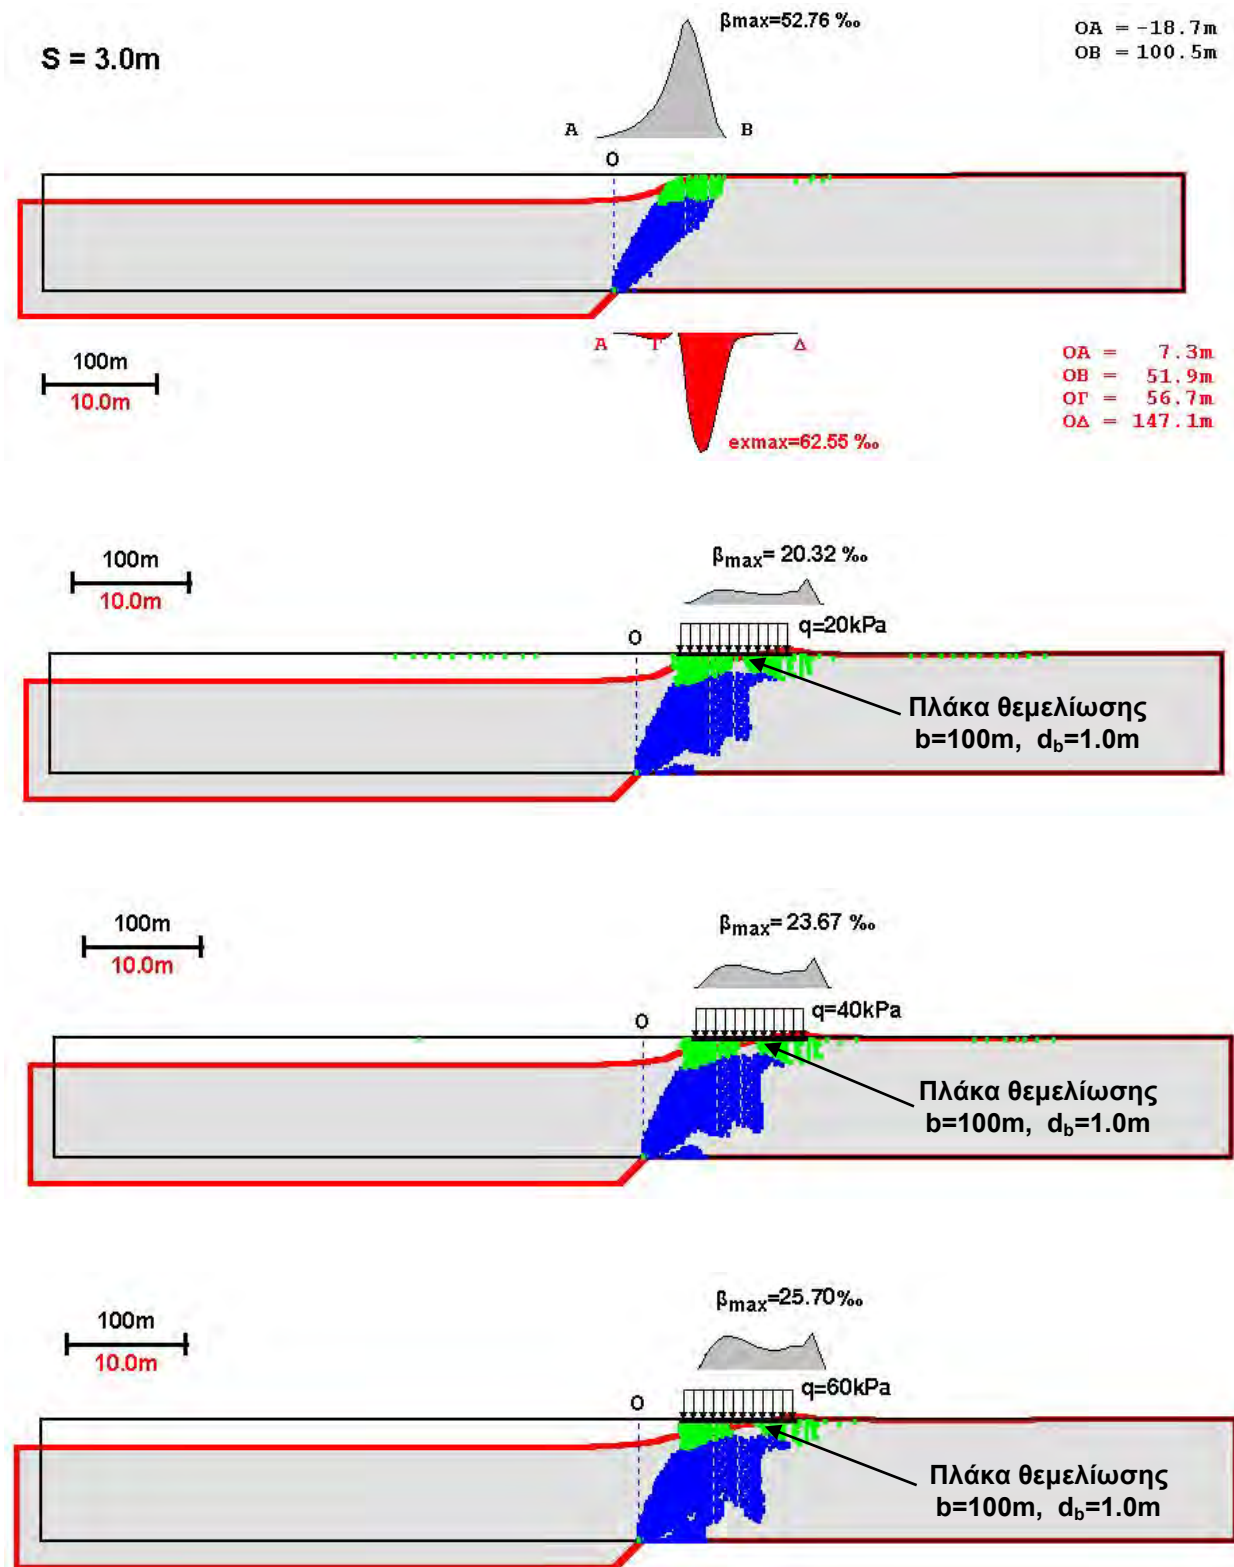 βmax=52.76 ‰
OA = -18.7m
OB = 100.5m
S = 3.0m
A
B
O
100m
10.0m
A
Γ
Δ
exmax=62.55 ‰
OA = 7.3m
OB = 51.9m
OΓ = 56.7m
OΔ = 147.1m
100m
10.0m
βmax= 20.32 ‰
q=20kPa
O
Πλάκα θεμελίωσης
b=100m, db=1.0m
100m
10.0m
βmax= 23.67 ‰
q=40kPa
O
Πλάκα θεμελίωσης
b=100m, db=1.0m
100m
10.0m
βmax=25.70‰
q=60kPa
O
Πλάκα θεμελίωσης
b=100m, db=1.0m